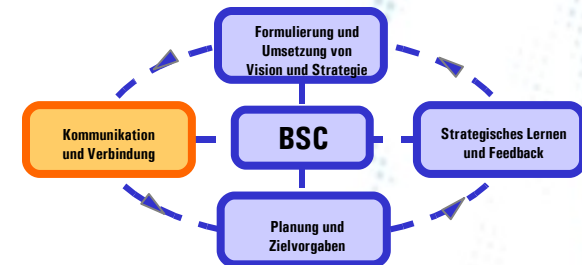 Formulierung und
Umsetzung von
Vision und Strategie
Kommunikation
und Verbindung
BSC
Strategisches Lernen
und Feedback
Planung und
Zielvorgaben